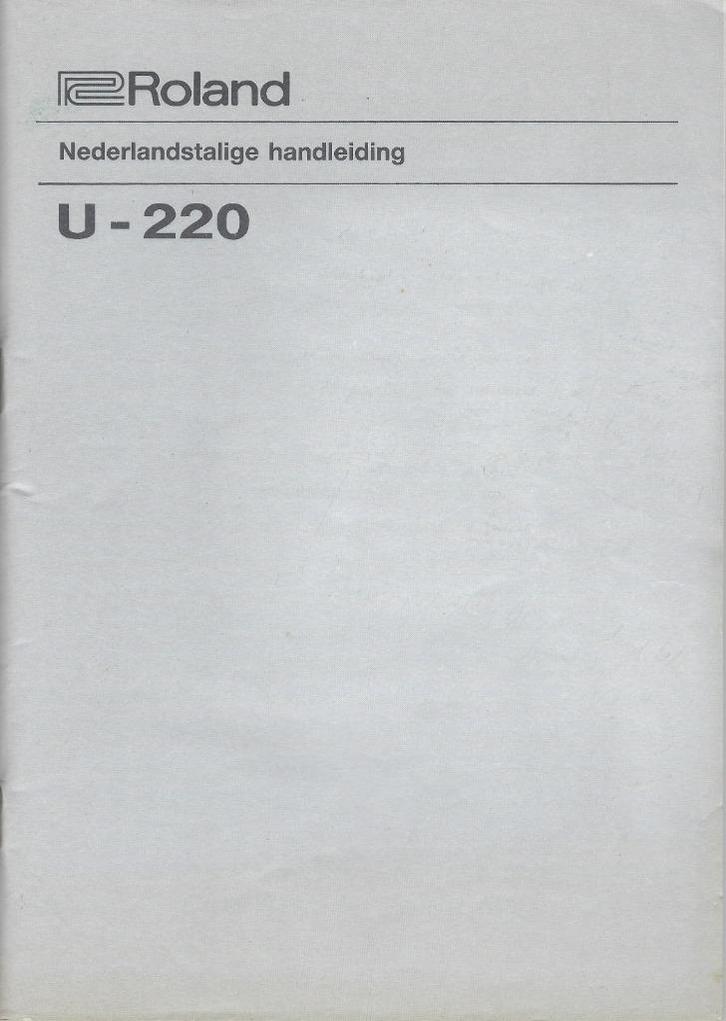 Roland
Nederlandstalige handleiding
U - 220